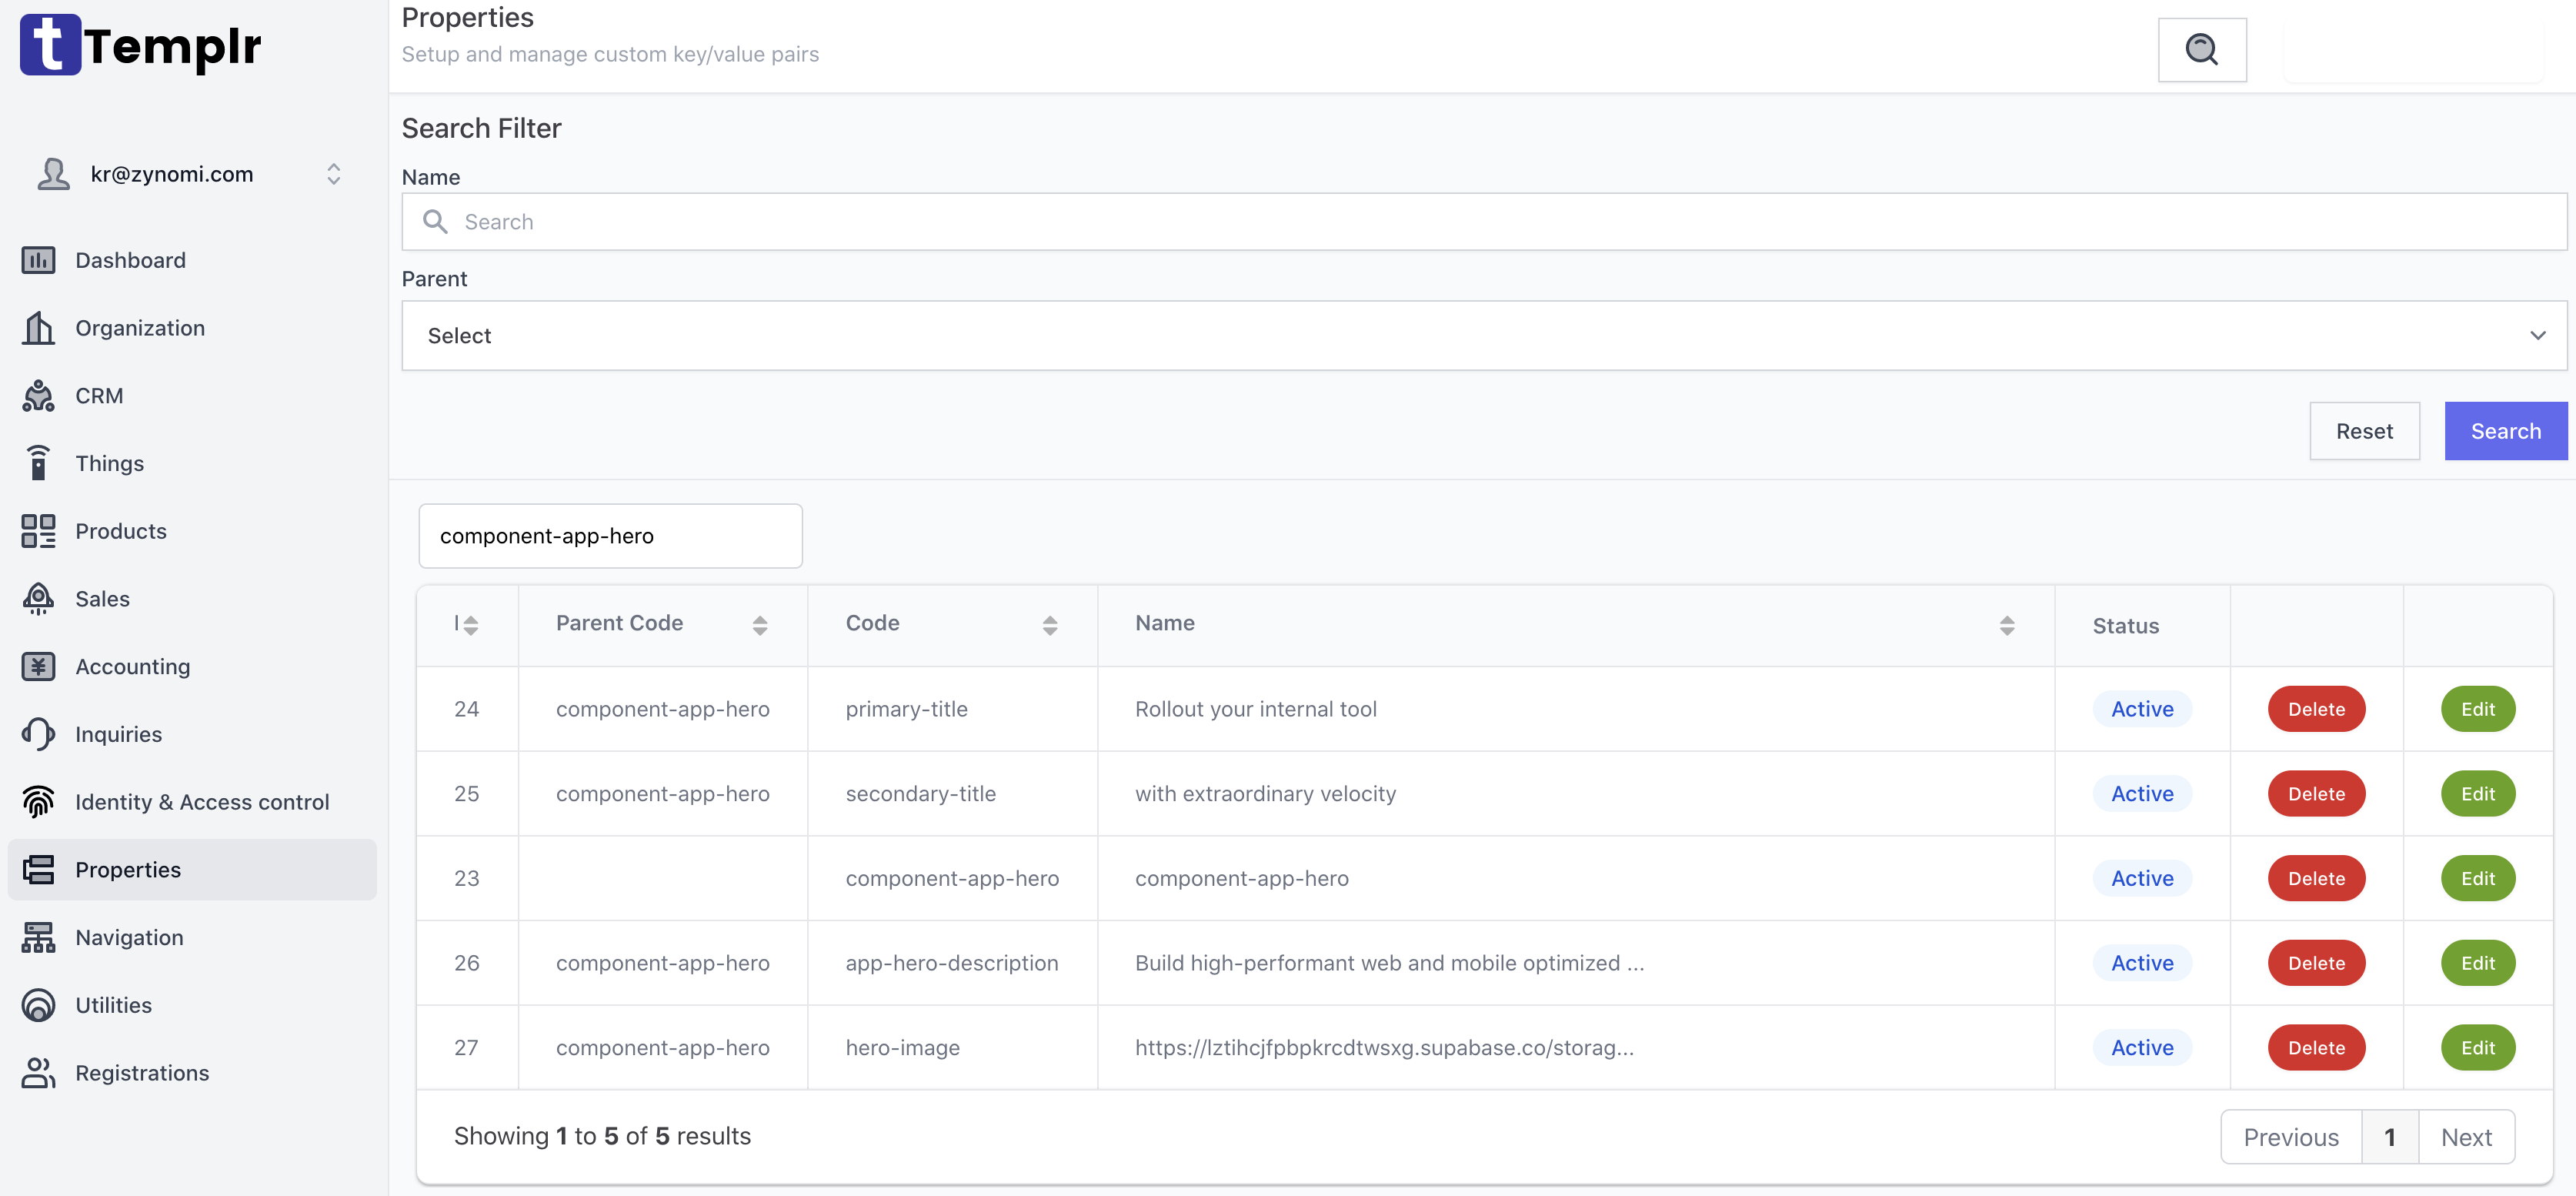 tTemplr
kr@zynomi.com
Dashboard
Organization
CRM
Things
Products
Sales
Accounting
Inquiries
Identity & Access control
Properties
Navigation
Utilities
Registrations
Properties
Setup and manage custom key/value pairs
Search Filter
Name
Search
Parent
Select
Reset Search
component-app-hero
I Parent Code Code Name Status
24 component-app-hero primary-title Rollout your internal tool Active Delete Edit
25 component-app-hero secondary-title with extraordinary velocity Active Delete Edit
23 component-app-hero component-app-hero Active Delete Edit
26 component-app-hero app-hero-description Build high-performant web and mobile optimized ... Active Delete Edit
27 component-app-hero hero-image https://lztihcjfpbpkrcdtwsxg.supabase.co/storag... Active Delete Edit
Showing 1 to 5 of 5 results
Previous 1 Next